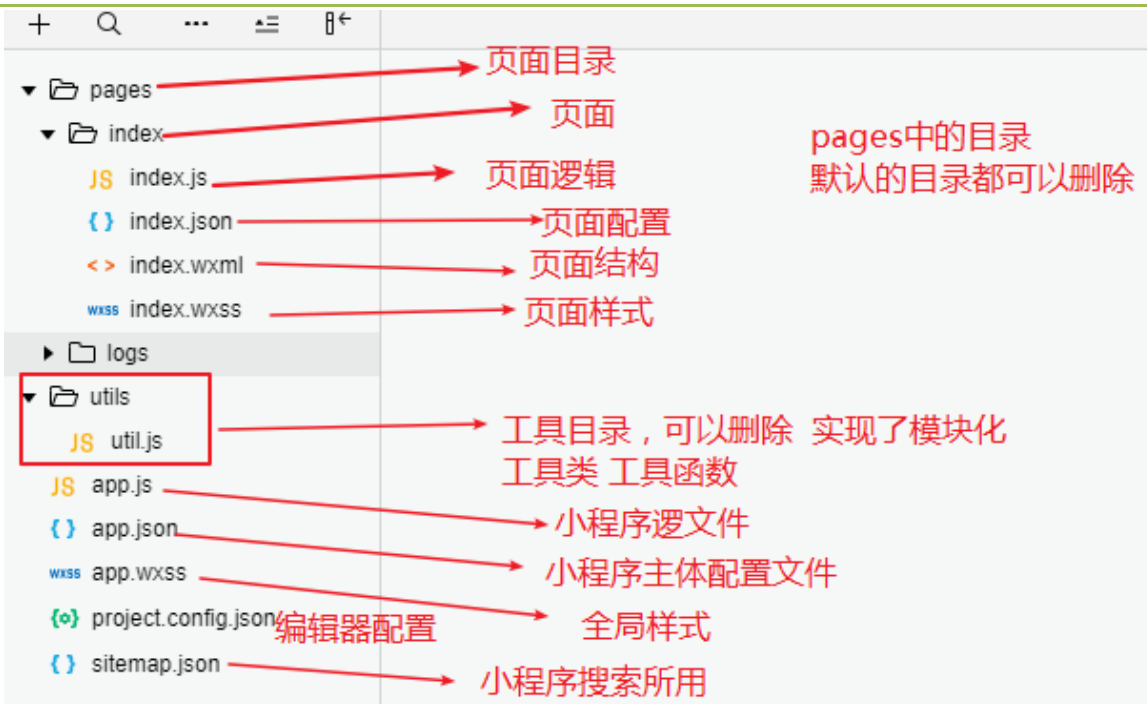 pages
页面目录
index
页面
pages中的目录
默认的目录都可以删除
JS index.js
页面逻辑
{ } index.json
页面配置
< > index.wxml
页面结构
wxss index.wxss
页面样式
logs
utils
JS util.js
工具目录，可以删除 实现了模块化
工具类 工具函数
JS app.js
小程序逻文件
{ } app.json
小程序主体配置文件
wxss app.wxss
全局样式
{o} project.config.json
编辑器配置
{ } sitemap.json
小程序搜索所用